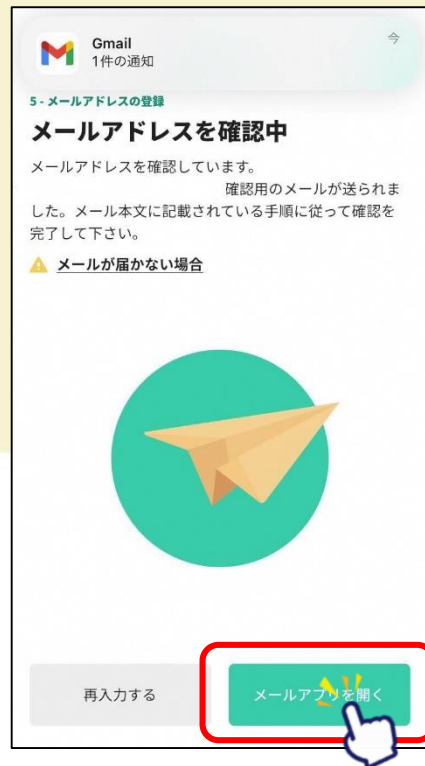 Gmail
今
1件の通知
5 - メールアドレスの登録
メールアドレスを確認中
メールアドレスを確認しています。
確認用のメールが送られま
した。メール本文に記載されている手順に従って確認を
完了して下さい。
メールが届かない場合
再入力する
メールアプリを開く